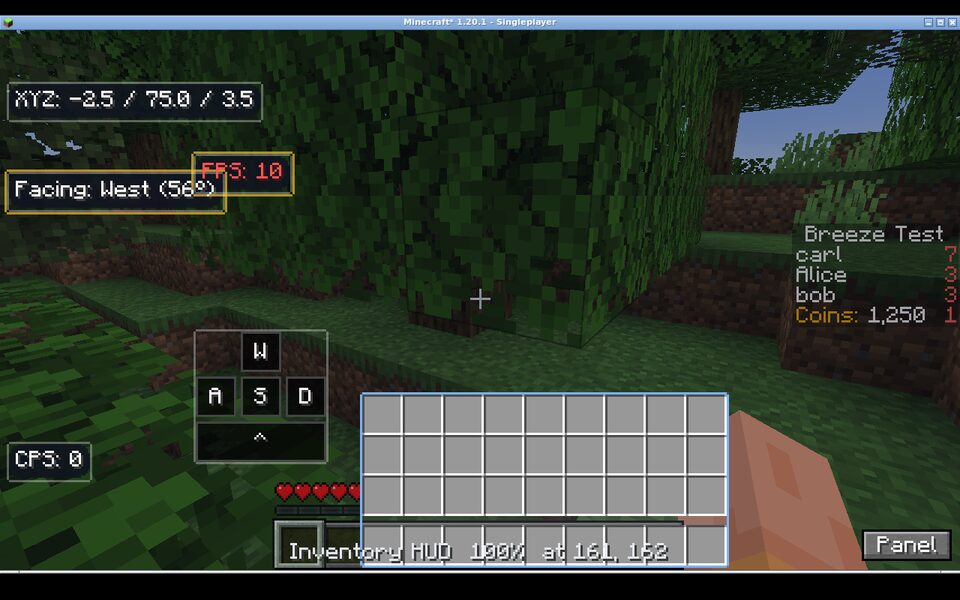 Minecraft* 1.20.1 - Singleplayer
XYZ: -2.5 / 75.0 / 3.5
FPS: 10
Facing: West (56º)
Breeze Test
carl 7
Alice 3
bob 3
Coins: 1,250 1
W
A S D
^
CPS: 0
Inventory HUD 100% at 161, 162
Panel